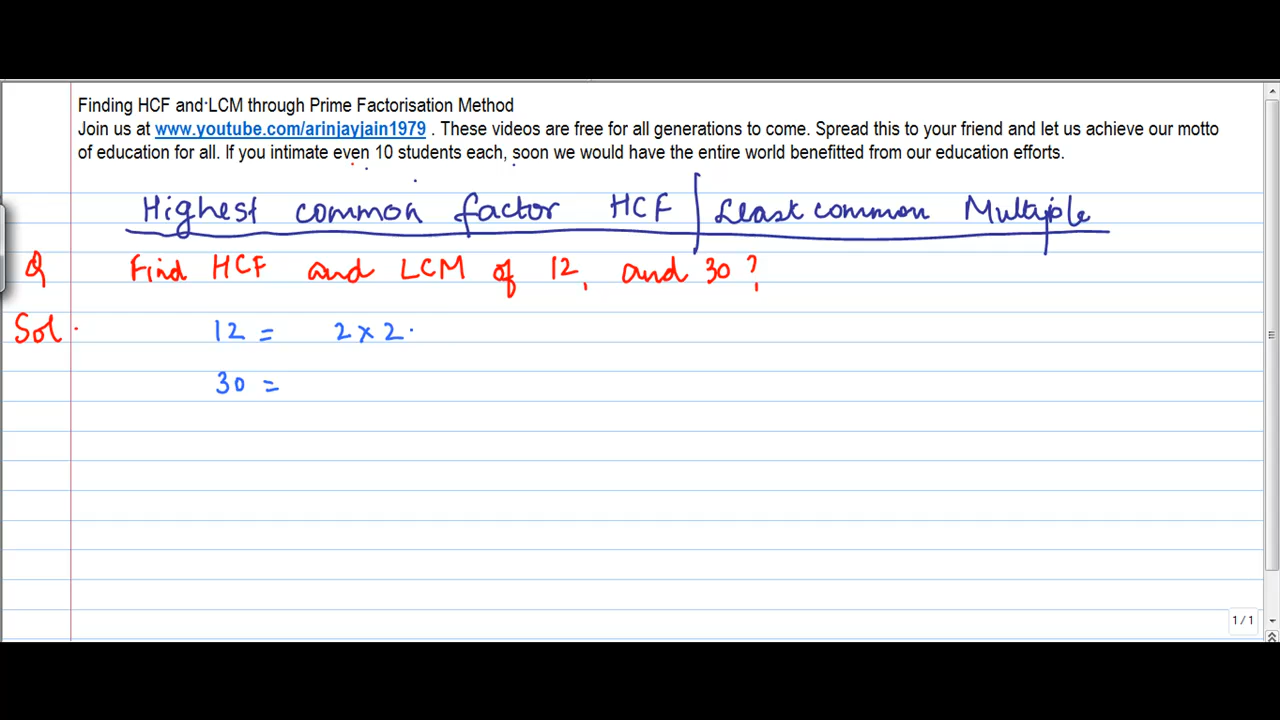 Finding HCF and LCM through Prime Factorisation Method
Join us at www.youtube.com/arinjayjain1979 . These videos are free for all generations to come. Spread this to your friend and let us achieve our motto
of education for all. If you intimate even 10 students each, soon we would have the entire world benefitted from our education efforts.
Highest common factor HCF | Least common Multiple
Q Find HCF and LCM of 12, and 30 ?
Sol. 12 = 2 × 2
30 =
1 / 1